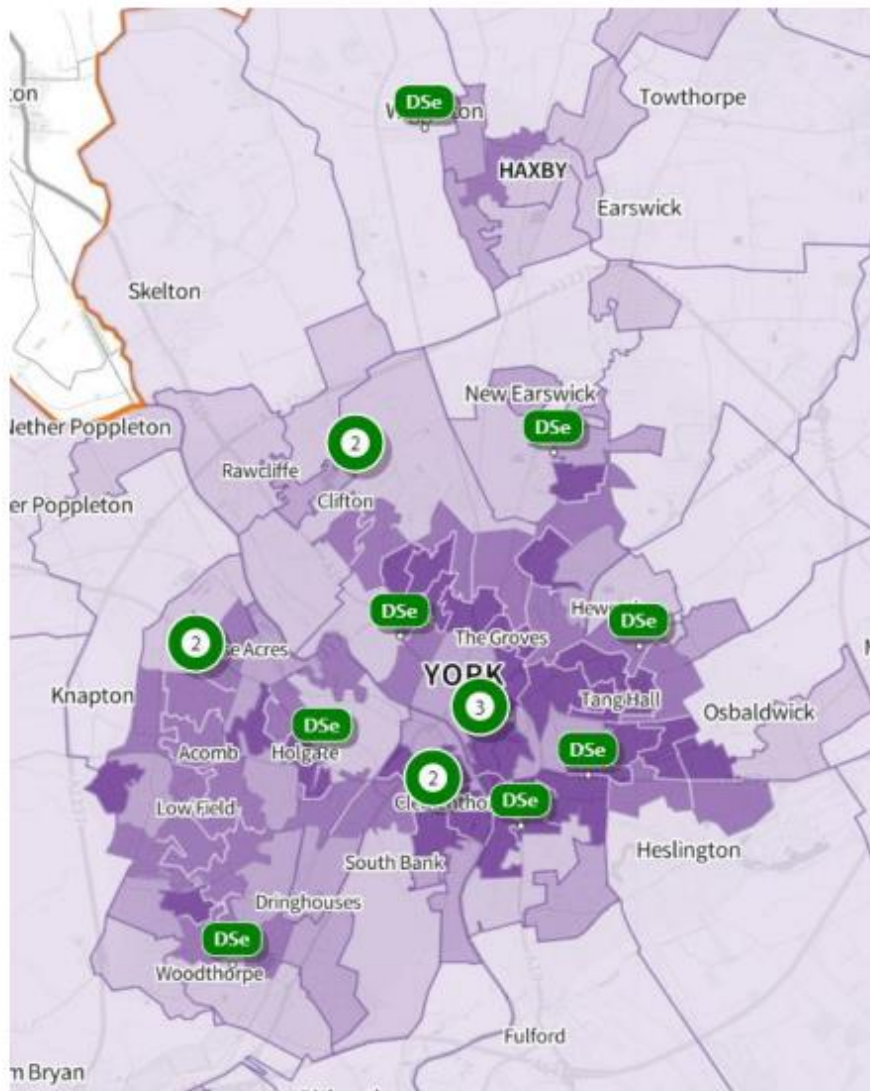 DSe
Towthorpe
HAXBY
Earswick
Skelton
New Earswick
Nether Poppleton
DSe
2
Rawcliffe
er Poppleton
Clifton
DSe
DSe
The Groves
2
se Acres
YORK
Knapton
Tang Hall
3
Osbaldwick
DSe
Acomb
Holgate
DSe
2
DSe
Low Field
Heslington
South Bank
Dringhouses
DSe
Woodthorpe
Fulford
m Bryan